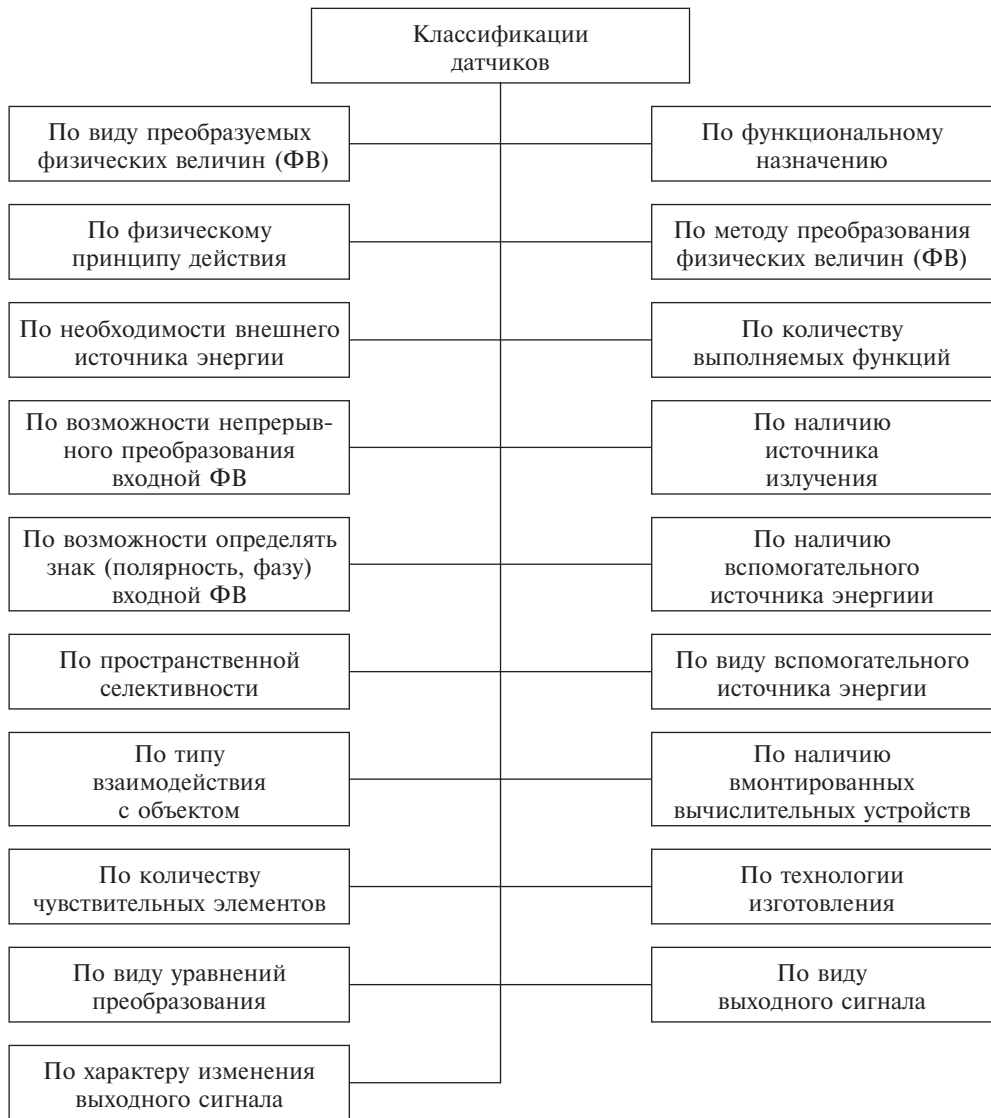 Классификации
датчиков
По виду преобразуемых
физических величин (ФВ)
По функциональному
назначению
По физическому
принципу действия
По методу преобразования
физических величин (ФВ)
По необходимости внешнего
источника энергии
По количеству
выполняемых функций
По возможности непрерыв-
ного преобразования
входной ФВ
По наличию
источника
излучения
По возможности определять
знак (полярность, фазу)
входной ФВ
По наличию
вспомогательного
источника энергиии
По пространственной
селективности
По виду вспомогательного
источника энергии
По типу
взаимодействия
с объектом
По наличию
вмонтированных
вычислительных устройств
По количеству
чувствительных элементов
По технологии
изготовления
По виду уравнений
преобразования
По виду
выходного сигнала
По характеру изменения
выходного сигнала